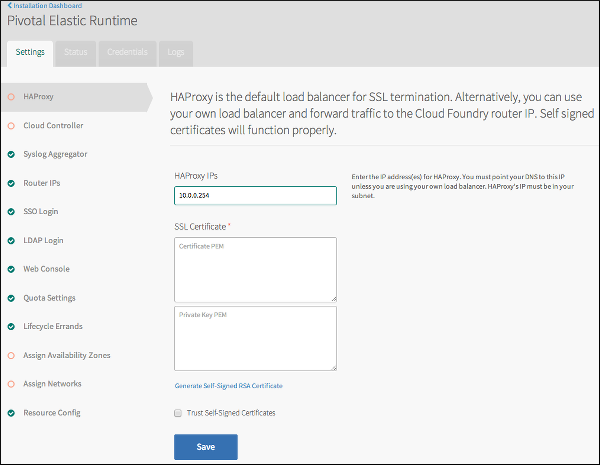 Installation Dashboard
Pivotal Elastic Runtime
Settings
Status
Credentials
Logs
HAProxy
Cloud Controller
Syslog Aggregator
Router IPs
SSO Login
LDAP Login
Web Console
Quota Settings
Lifecycle Errands
Assign Availability Zones
Assign Networks
Resource Config
HAProxy is the default load balancer for SSL termination. Alternatively, you can use
your own load balancer and forward traffic to the Cloud Foundry router IP. Self signed
certificates will function properly.
HAProxy IPs
10.0.0.254
Enter the IP address(es) for HAProxy. You must point your DNS to this IP
unless you are using your own load balancer. HAProxy's IP must be in your
subnet.
SSL Certificate *
Certificate PEM
Private Key PEM
Generate Self-Signed RSA Certificate
Trust Self-Signed Certificates
Save